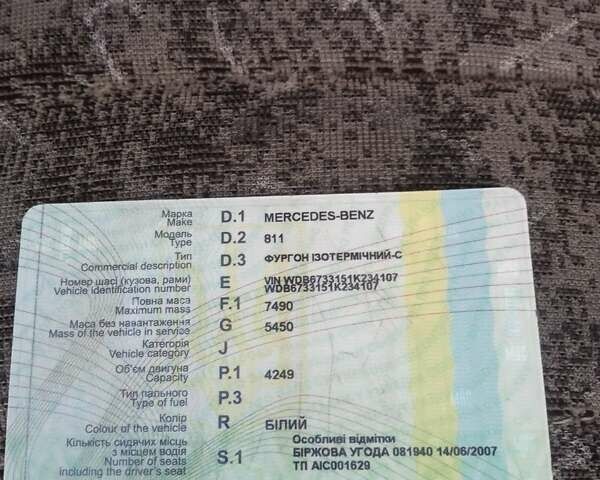 Марка D.1 MERCEDES-BENZ
Make
Модель D.2 811
Type
Тип D.3 ФУРГОН ІЗОТЕРМІЧНИЙ-С
Commercial description
Номер шасі (кузова, рами) E VIN WDB6733151K234107
Vehicle identification number WDB6733151K234107
Повна маса F.1 7490
Maximum mass
Маса без навантаження G 5450
Mass of the vehicle in service
Категорія J
Vehicle category
Об'єм двигуна P.1 4249
Capacity
Тип пального P.3
Type of fuel
Колір R БІЛИЙ
Colour of the vehicle
Кількість сидячих місць Особливі відмітки
з місцем водія S.1 БІРЖОВА УГОДА 081940 14/06/2007
Number of seats ТП АІС001629
including the driver's seat